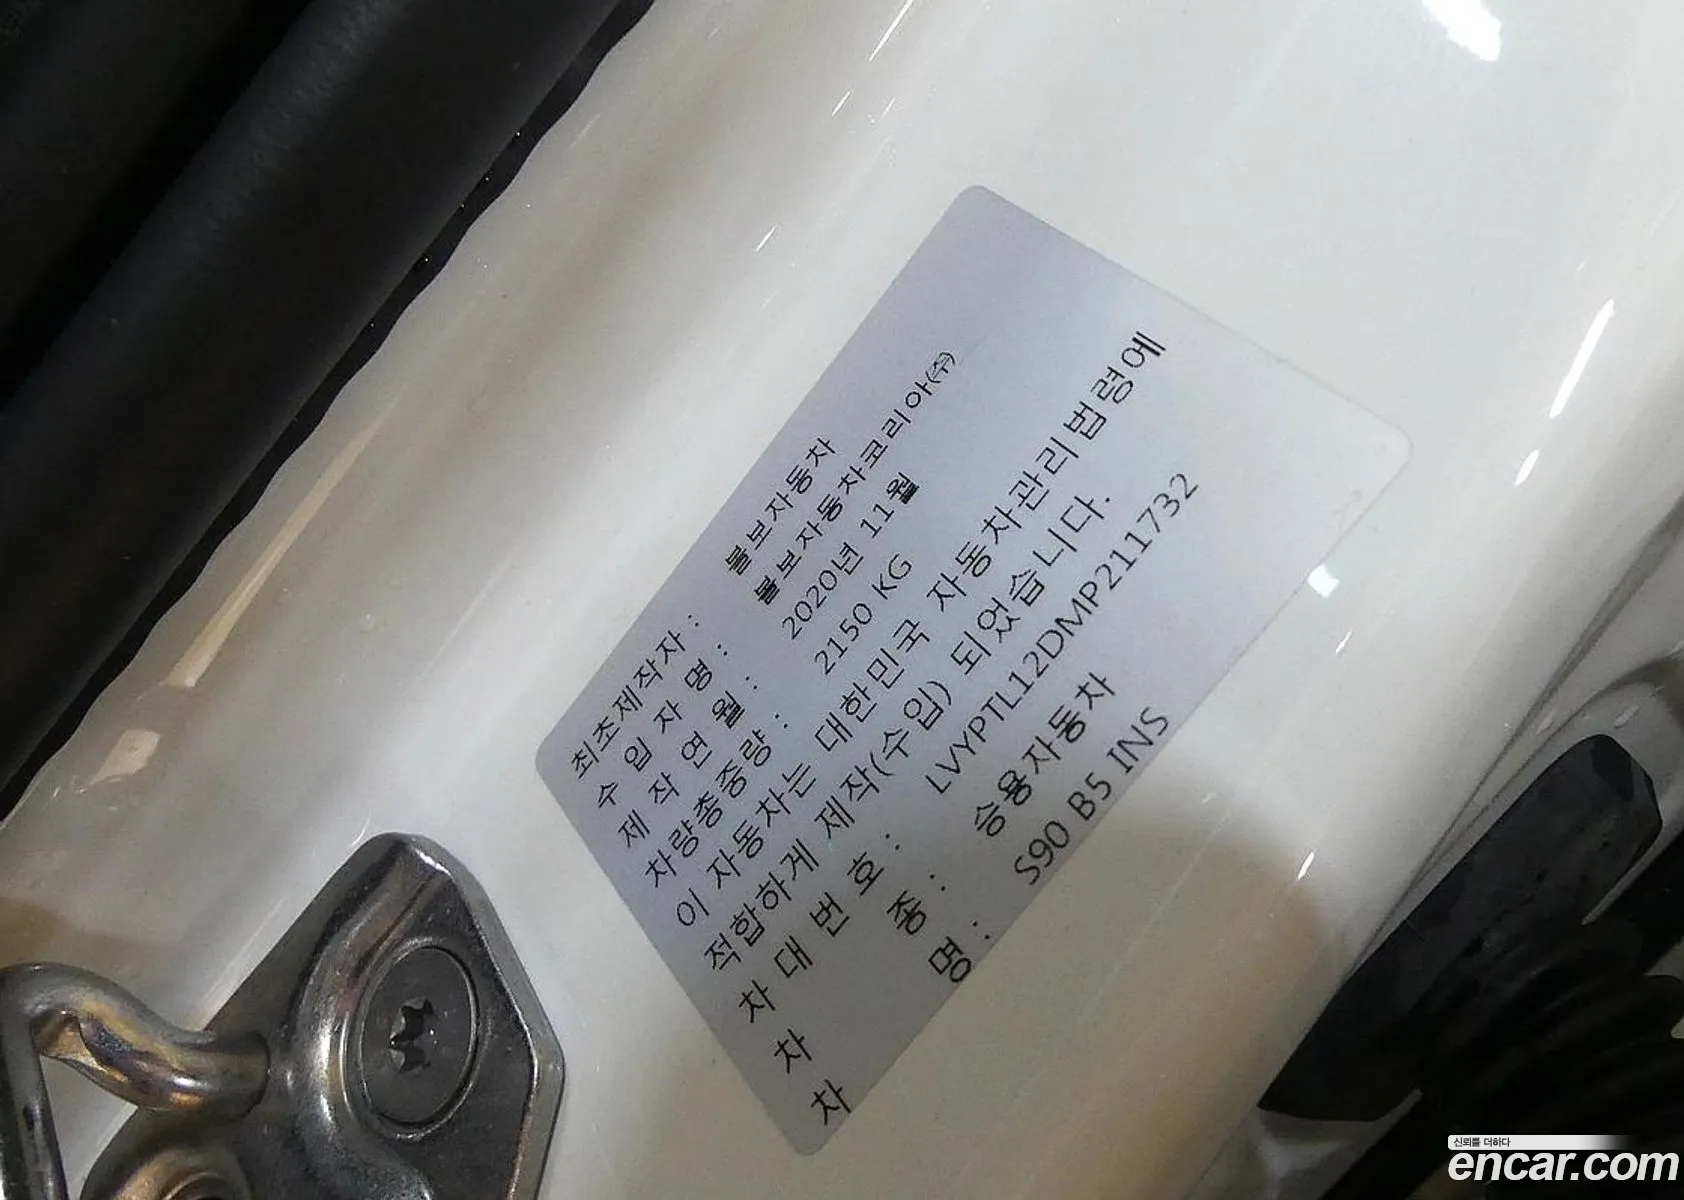 최초제작자 : 볼보자동차
수 입 자 명 : 볼보자동차코리아(주)
제 작 연 월 : 2020년 11월
차량총중량 : 2150 KG
이 자동차는 대한민국 자동차관리법령에
적합하게 제작(수입) 되었습니다.
차 대 번 호 : LVYPTL12DMP211732
차 종 : 승용자동차
차 명 : S90 B5 INS
신뢰를 더하다
encar.com